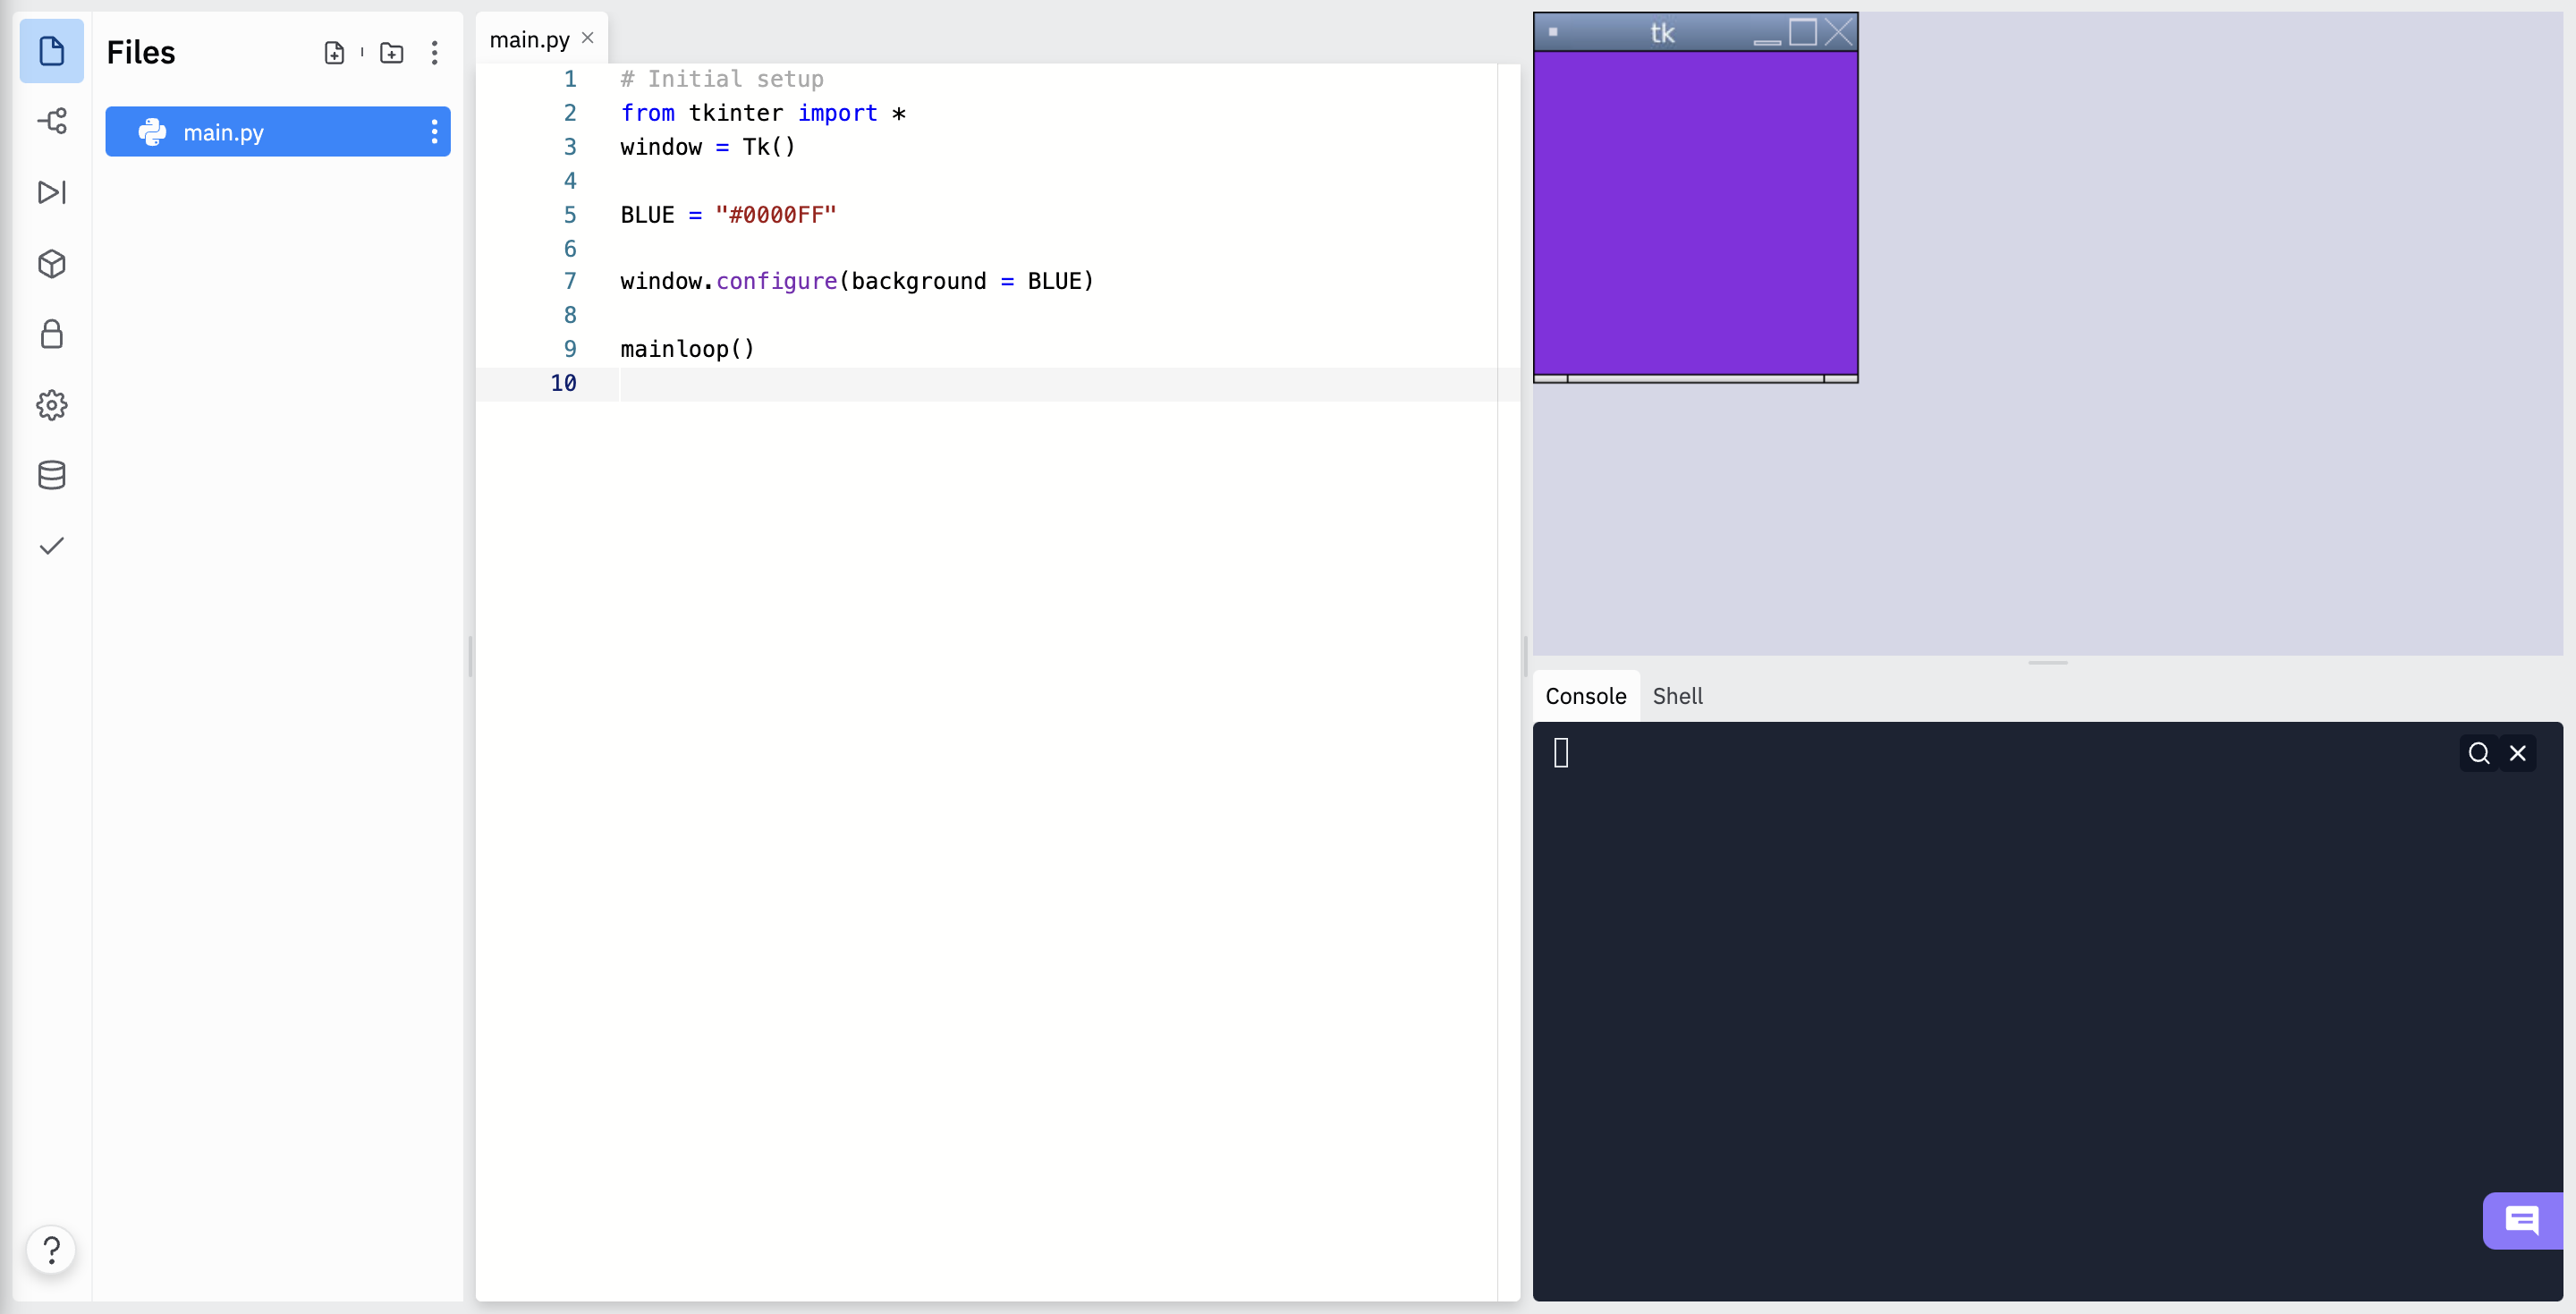 Files
main.py
main.py ×
1 # Initial setup
2 from tkinter import *
3 window = Tk()
4
5 BLUE = "#0000FF"
6
7 window.configure(background = BLUE)
8
9 mainloop()
10
tk
Console Shell
?